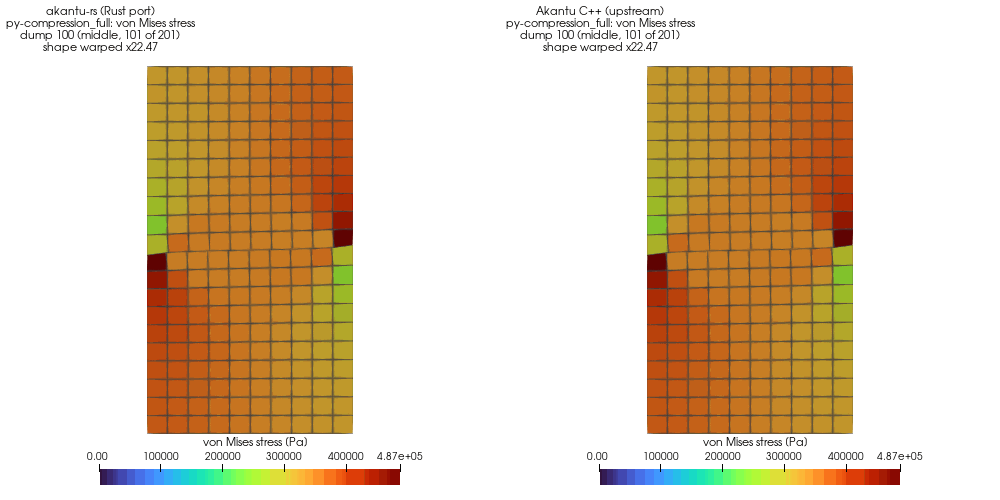 akantu-rs (Rust port)
py-compression_full: von Mises stress
dump 100 (middle, 101 of 201)
shape warped x22.47
von Mises stress (Pa)
0.00 100000 200000 300000 400000 4.87e+05
Akantu C++ (upstream)
py-compression_full: von Mises stress
dump 100 (middle, 101 of 201)
shape warped x22.47
von Mises stress (Pa)
0.00 100000 200000 300000 400000 4.87e+05